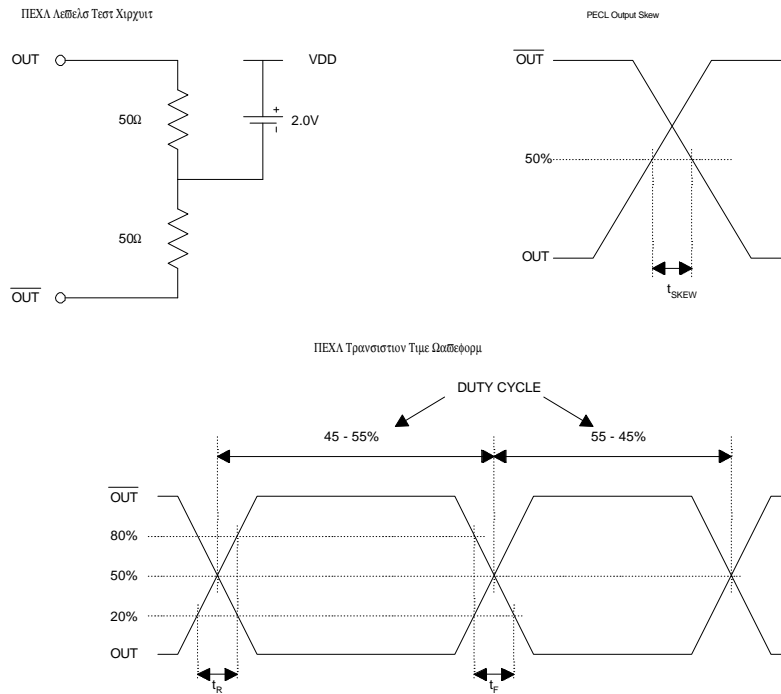 ΠΕΧΛ Λεϖελσ Τεστ Χιρχυιτ
OUT
VDD
50Ω
+
2.0V
−
50Ω
OUT
PECL Output Skew
OUT
50%
OUT
tSKEW
ΠΕΧΛ Τρανσιστιον Τιμε Ωαϖεφορμ
DUTY CYCLE
45 - 55%
55 - 45%
OUT
80%
50%
20%
OUT
tR
tF